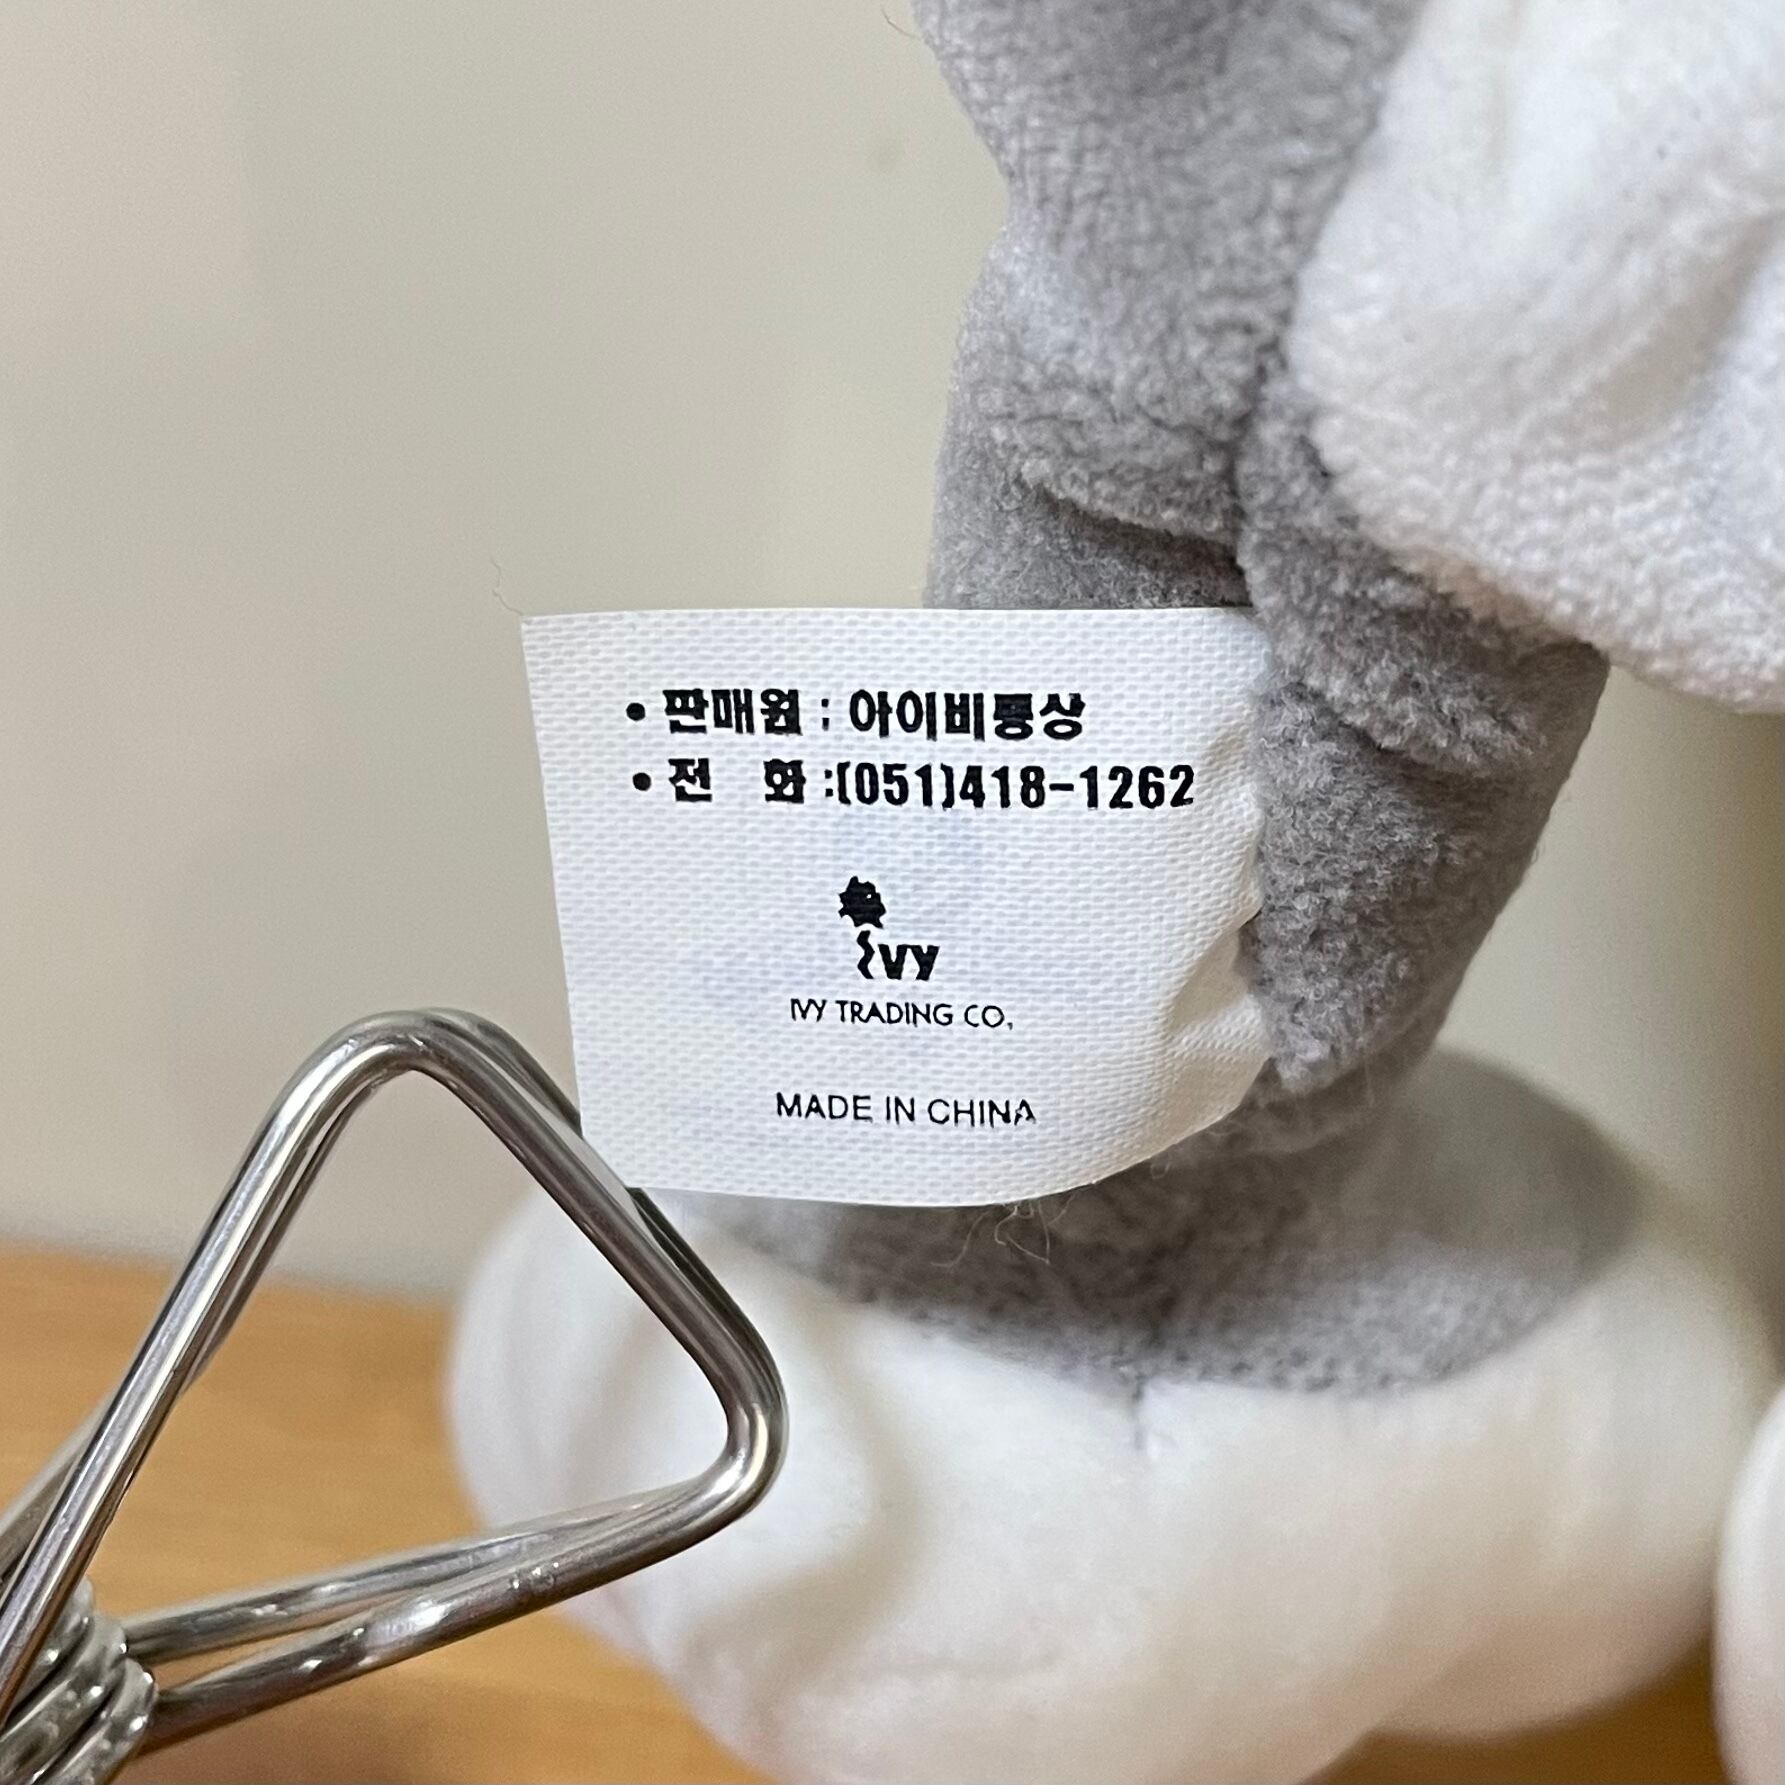 • 판매원 : 아이비통상
• 전 화 :(051)418-1262
ivy
IVY TRADING CO,
MADE IN CHINA